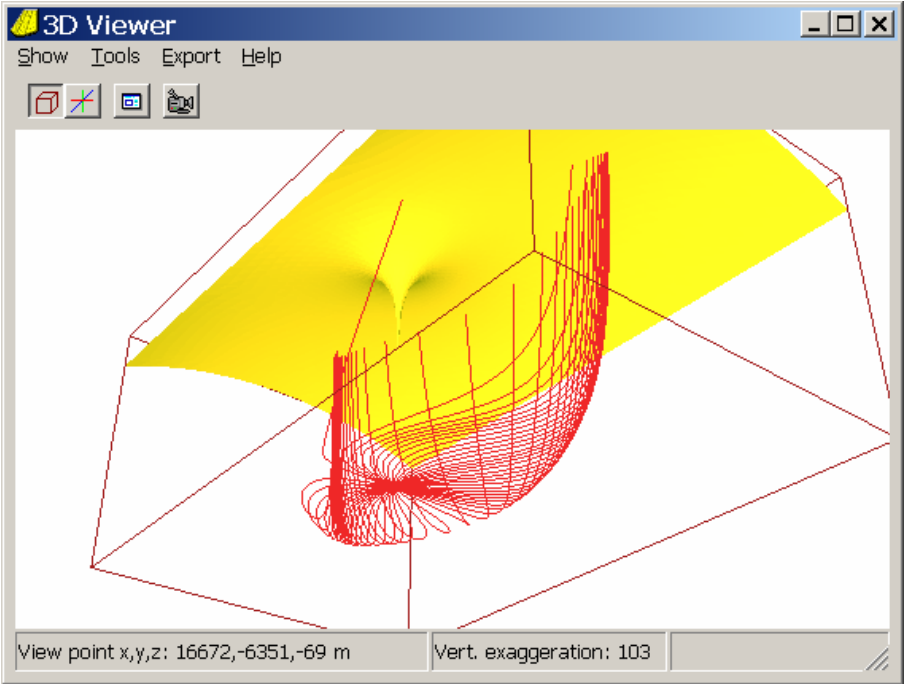 3D Viewer
Show Tools Export Help
View point x,y,z: 16672,-6351,-69 m Vert. exaggeration: 103